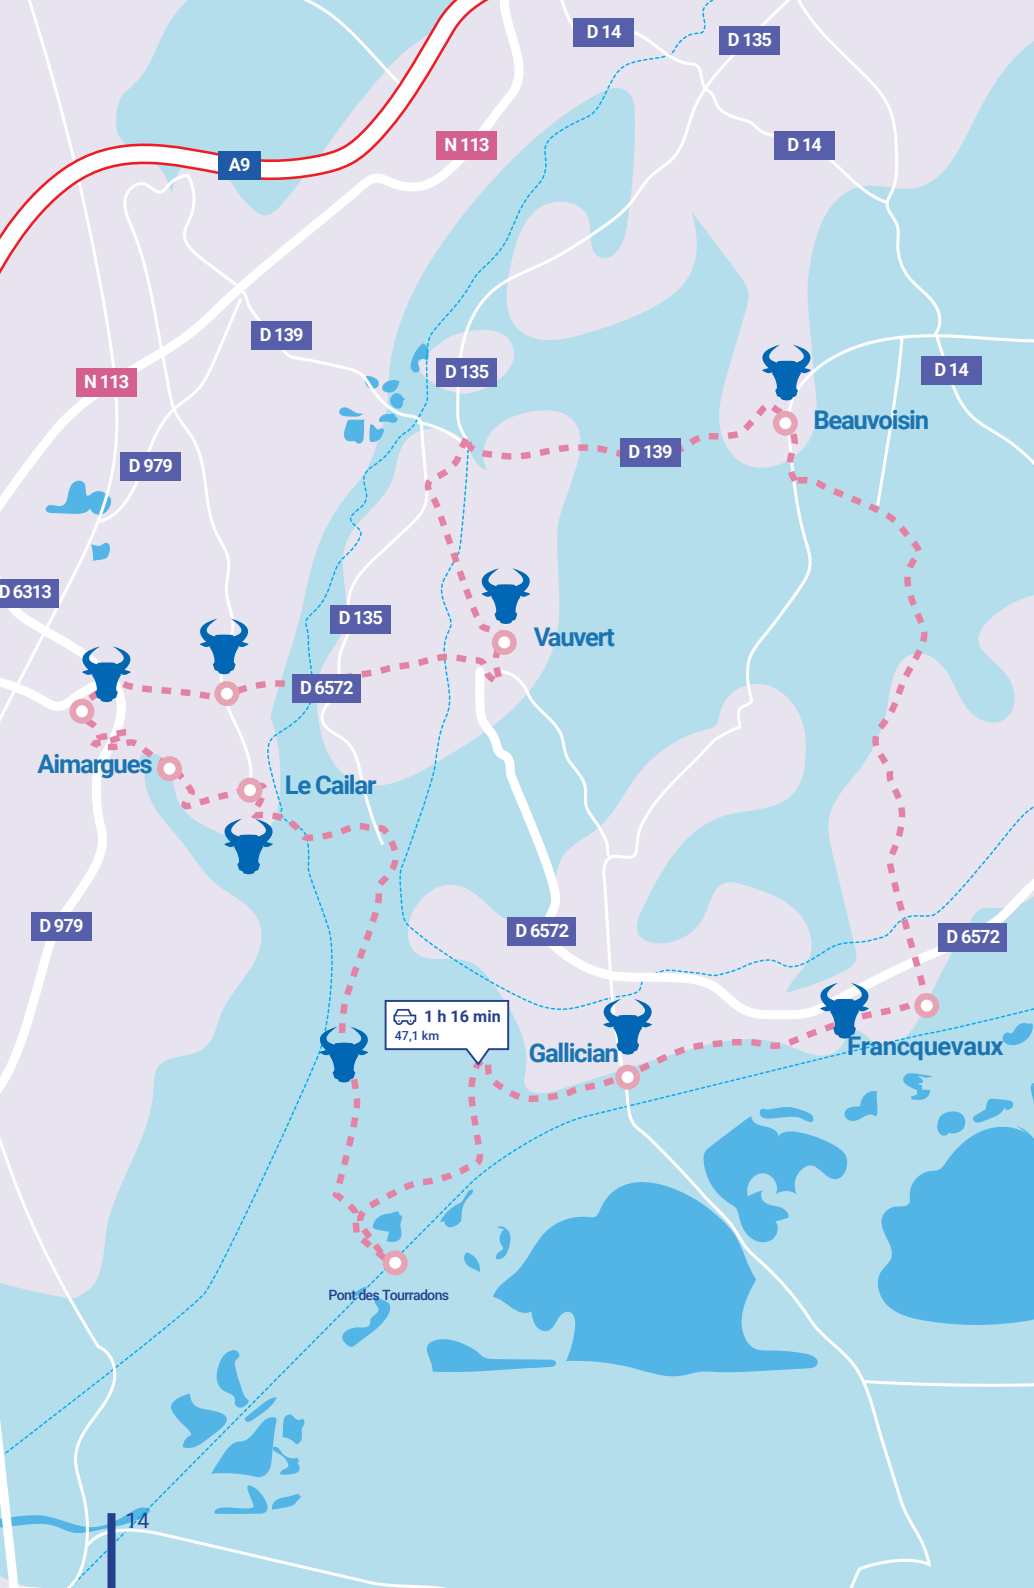 D 14
D 135
N 113
D 14
A9
D 139
D 135
D 14
N 113
Beauvoisin
D 139
D 979
D 6313
D 135
Vauvert
D 6572
Aimargues
Le Cailar
D 979
D 6572
D 6572
1 h 16 min
47,1 km
Gallician
Francquevaux
Pont des Tourradons
14